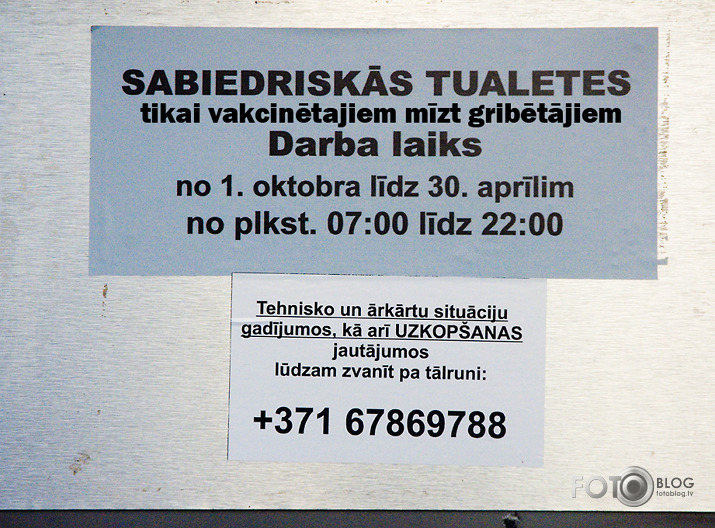 SABIEDRISKĀS TUALETES
tikai vakcinētajiem mīzt gribētājiem
Darba laiks
no 1. oktobra līdz 30. aprīlim
no plkst. 07:00 līdz 22:00
Tehnisko un ārkārtu situāciju
gadījumos, kā arī UZKOPŠANAS
jautājumos
lūdzam zvanīt pa tālruni:
+371 67869788
FOTO BLOG
fotoblog.lv